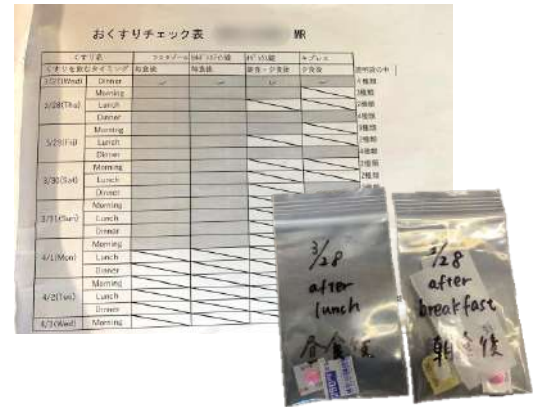 おくすりチェック表 MR
くすり名
くすりを飲むタイミング 毎食後 毎食後 朝食・夕食後 夕食後 透明袋の中
3/27(Wed) Dinner 4種類
Morning 3種類
3/28(Thu) Lunch 2種類
Dinner 4種類
Morning 3種類
3/29(Fri) Lunch 2種類
Dinner 4種類
Morning 3種類
3/30(Sat) Lunch 2種類
Dinner
Morning
3/31(Sun) Lunch
Dinner
Morning
4/1(Mon) Lunch
Dinner
Morning
4/2(Tue) Lunch
Dinner
4/3(Wed) Morning
3/28
after
lunch
昼食後
3/28
after
breakfast
朝食後